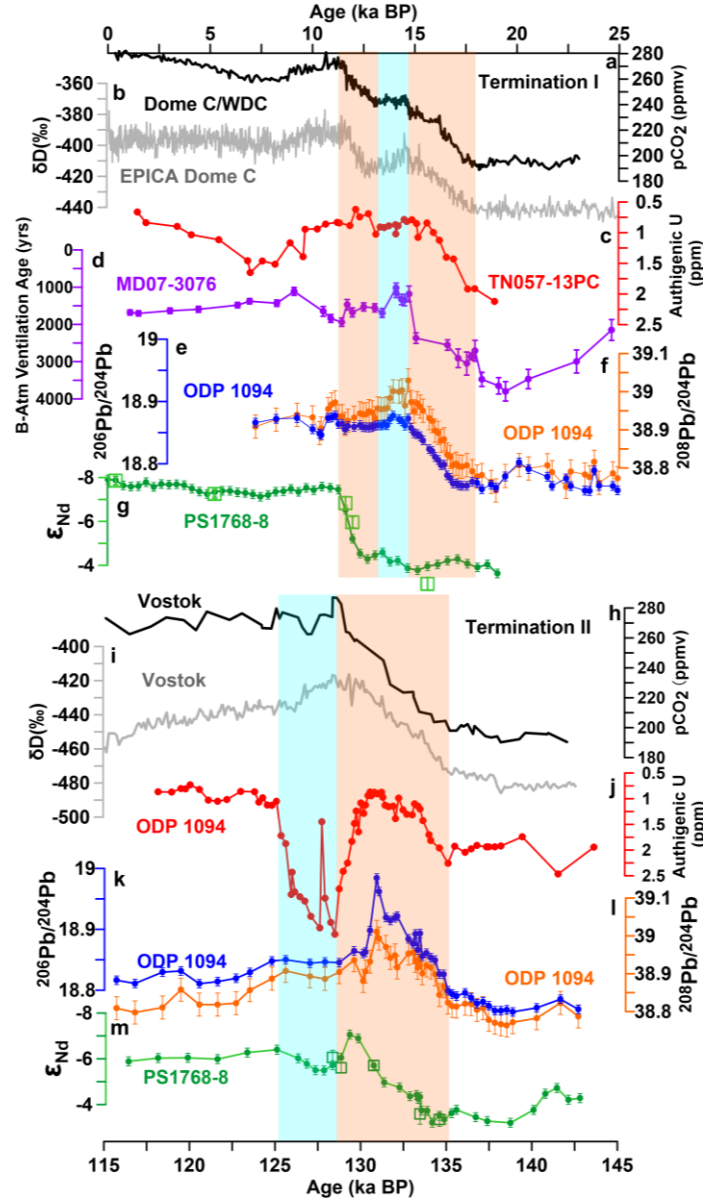 Age (ka BP)
0 5 10 15 20 25
a
280
260
240
220
200
180
pCO2 (ppmv)
Termination I
b
Dome C/WDC
-360
-380
-400
-420
-440
δD(‰)
EPICA Dome C
c
0.5
1
1.5
2
2.5
Authigenic U (ppm)
TN057-13PC
d
0
1000
2000
3000
4000
B-Atm Ventilation Age (yrs)
MD07-3076
e
19
18.9
18.8
206Pb/204Pb
ODP 1094
f
39.1
39
38.9
38.8
208Pb/204Pb
ODP 1094
g
-8
-6
-4
εNd
PS1768-8
h
280
260
240
220
200
180
pCO2 (ppmv)
Vostok
Termination II
i
-400
-420
-440
-460
-480
-500
δD(‰)
Vostok
j
0.5
1
1.5
2
2.5
Authigenic U (ppm)
ODP 1094
k
19
18.9
18.8
206Pb/204Pb
ODP 1094
l
39.1
39
38.9
38.8
208Pb/204Pb
ODP 1094
m
-8
-6
-4
εNd
PS1768-8
115 120 125 130 135 140 145
Age (ka BP)